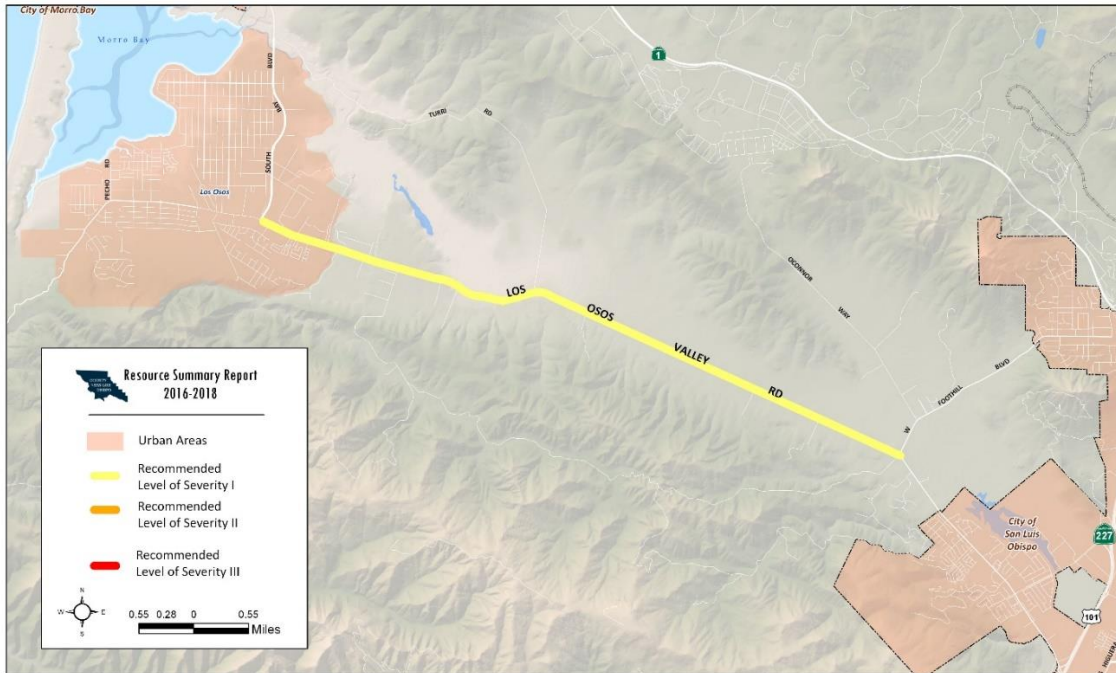 City of Morro Bay
Morro Bay
BLVD
BAY
SOUTH
TURRI RD
1
PECHO RD
Los Osos
LOS OSOS VALLEY RD
OCONNOR WAY
W FOOTHILL BLVD
City of
San Luis
Obispo
227
101
HIGUERA
Resource Summary Report
2016-2018
Urban Areas
Recommended
Level of Severity I
Recommended
Level of Severity II
Recommended
Level of Severity III
N
W E
S
0.55 0.28 0 0.55
Miles